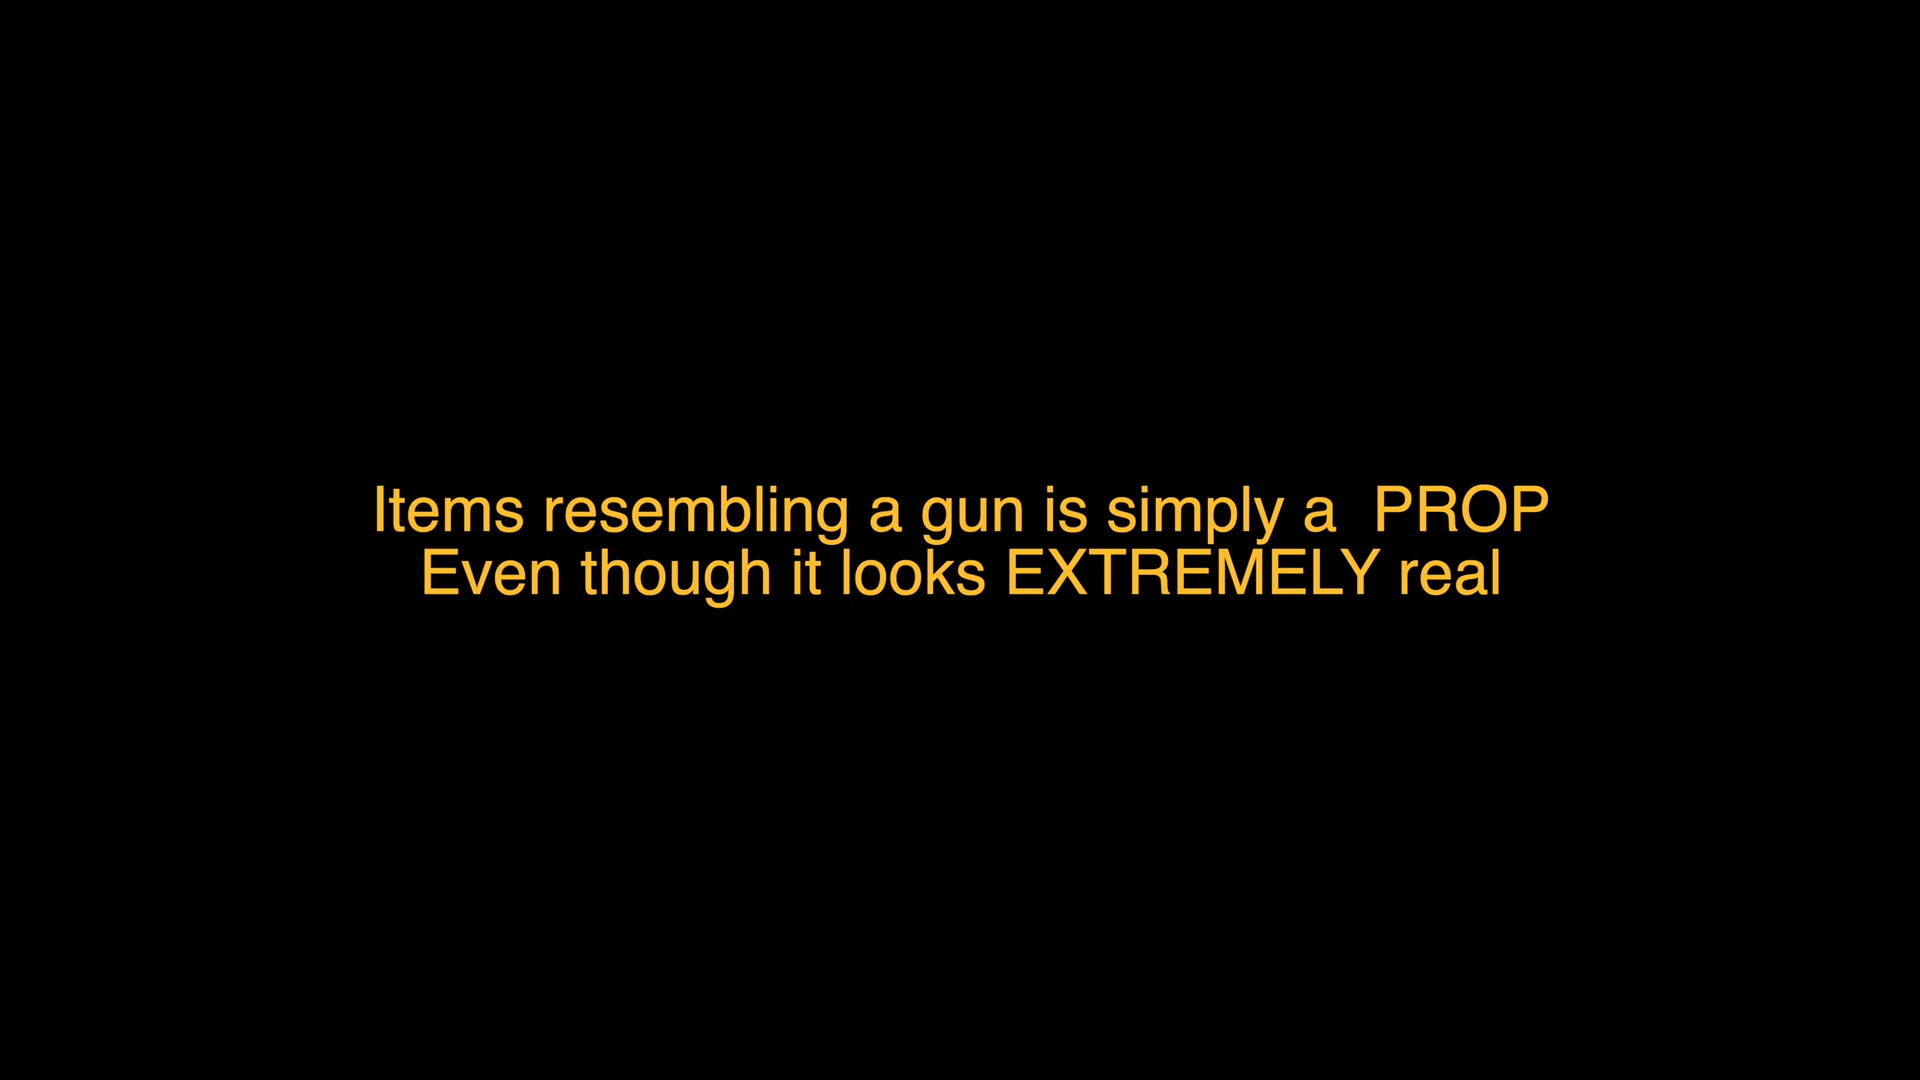 Items resembling a gun is simply a  PROP
Even though it looks EXTREMELY real